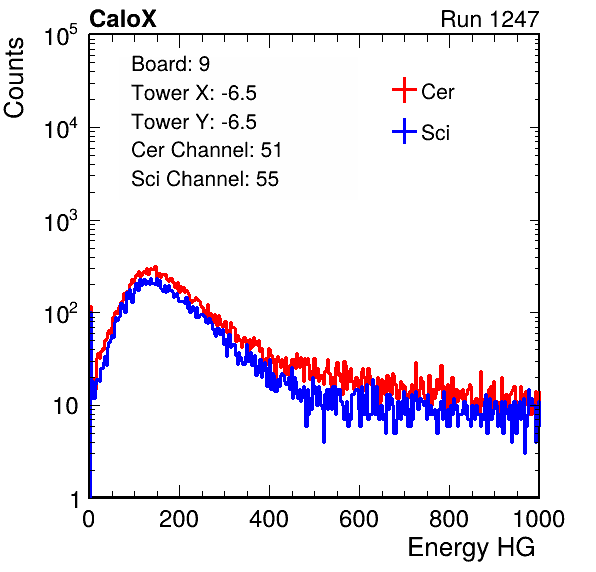 CaloX Run 1247
Counts
Board: 9
Tower X: -6.5
Tower Y: -6.5
Cer Channel: 51
Sci Channel: 55
Cer
Sci
10^5
10^4
10^3
10^2
10
1
0 200 400 600 800 1000
Energy HG